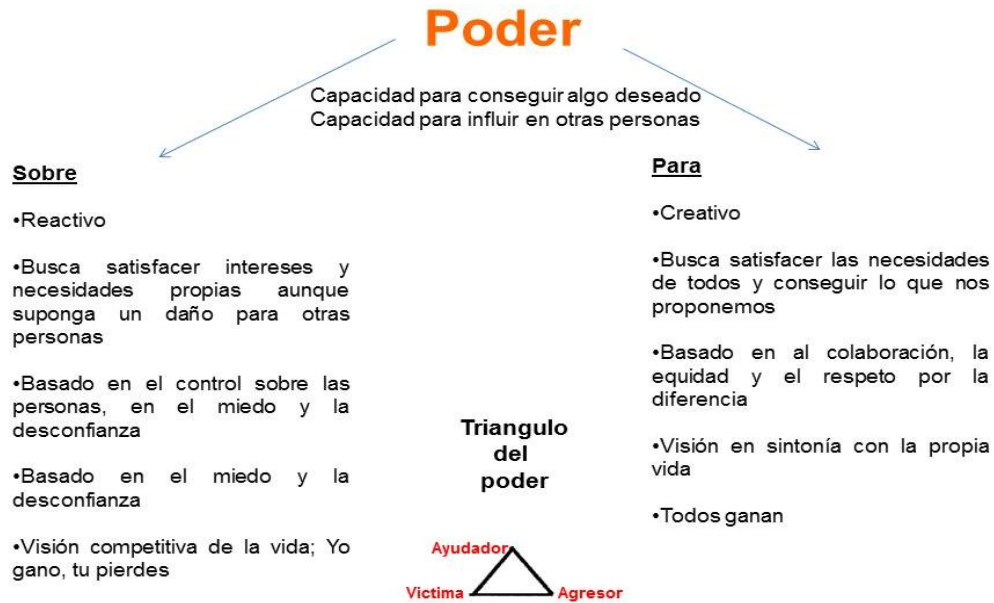 Poder
Capacidad para conseguir algo deseado
Capacidad para influir en otras personas
Sobre
•Reactivo
•Busca satisfacer intereses y
necesidades propias aunque
suponga un daño para otras
personas
•Basado en el control sobre las
personas, en el miedo y la
desconfianza
•Basado en el miedo y la
desconfianza
•Visión competitiva de la vida; Yo
gano, tu pierdes
Para
•Creativo
•Busca satisfacer las necesidades
de todos y conseguir lo que nos
proponemos
•Basado en al colaboración, la
equidad y el respeto por la
diferencia
•Visión en sintonía con la propia
vida
•Todos ganan
Triangulo
del
poder
Ayudador
Victima
Agresor